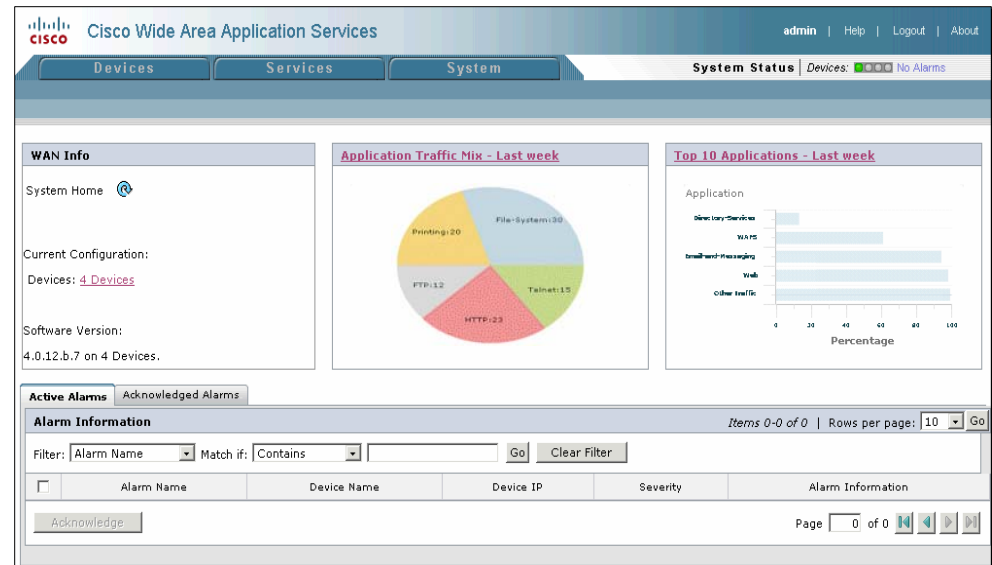 CISCO
Cisco Wide Area Application Services
admin | Help | Logout | About
Devices
Services
System
System Status | Devices: No Alarms
WAN Info
System Home
Current Configuration:
Devices: 4 Devices
Software Version:
4.0.12.b.7 on 4 Devices.
Application Traffic Mix - Last week
File-System:30
Printing:20
FTP:12
Telnet:15
HTTP:23
Top 10 Applications - Last week
Application
Directory-Services
WAFS
Email-and-Messaging
Web
Other Traffic
0 20 40 60 80 100
Percentage
Active Alarms
Acknowledged Alarms
Alarm Information
Items 0-0 of 0 | Rows per page: 10 Go
Filter: Alarm Name Match if: Contains Go Clear Filter
Alarm Name Device Name Device IP Severity Alarm Information
Acknowledge
Page 0 of 0